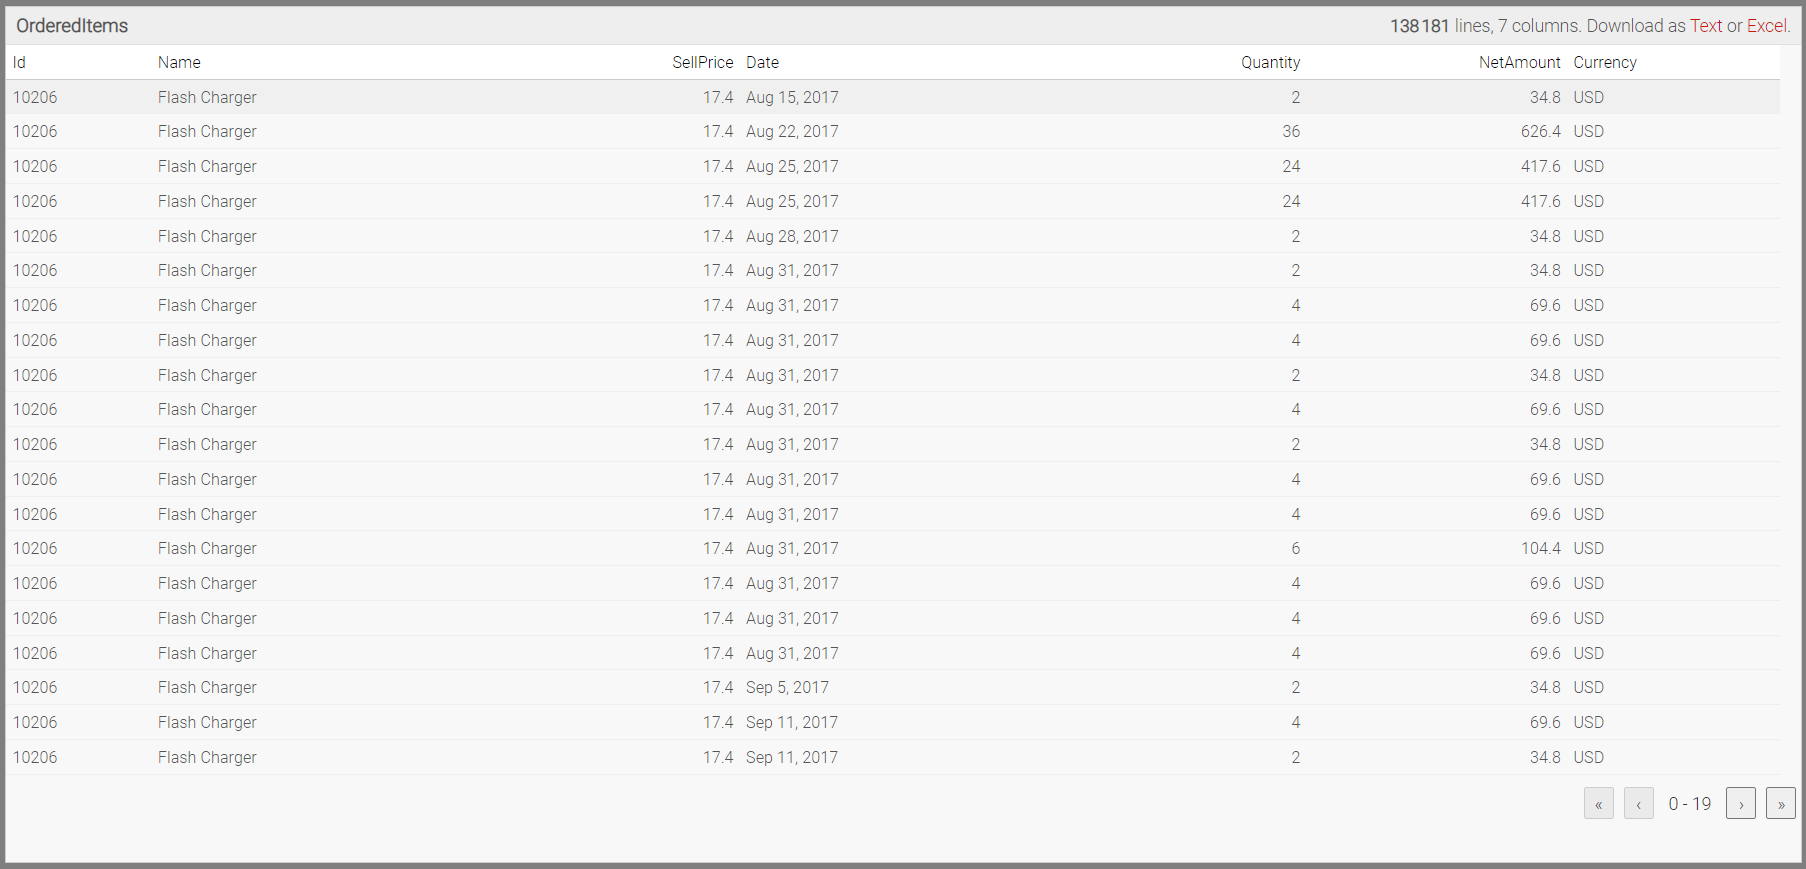 OrderedItems 138 181 lines, 7 columns. Download as Text or Excel.
Id Name SellPrice Date Quantity NetAmount Currency
10206 Flash Charger 17.4 Aug 15, 2017 2 34.8 USD
10206 Flash Charger 17.4 Aug 22, 2017 36 626.4 USD
10206 Flash Charger 17.4 Aug 25, 2017 24 417.6 USD
10206 Flash Charger 17.4 Aug 25, 2017 24 417.6 USD
10206 Flash Charger 17.4 Aug 28, 2017 2 34.8 USD
10206 Flash Charger 17.4 Aug 31, 2017 2 34.8 USD
10206 Flash Charger 17.4 Aug 31, 2017 4 69.6 USD
10206 Flash Charger 17.4 Aug 31, 2017 4 69.6 USD
10206 Flash Charger 17.4 Aug 31, 2017 2 34.8 USD
10206 Flash Charger 17.4 Aug 31, 2017 4 69.6 USD
10206 Flash Charger 17.4 Aug 31, 2017 2 34.8 USD
10206 Flash Charger 17.4 Aug 31, 2017 4 69.6 USD
10206 Flash Charger 17.4 Aug 31, 2017 4 69.6 USD
10206 Flash Charger 17.4 Aug 31, 2017 6 104.4 USD
10206 Flash Charger 17.4 Aug 31, 2017 4 69.6 USD
10206 Flash Charger 17.4 Aug 31, 2017 4 69.6 USD
10206 Flash Charger 17.4 Aug 31, 2017 4 69.6 USD
10206 Flash Charger 17.4 Sep 5, 2017 2 34.8 USD
10206 Flash Charger 17.4 Sep 11, 2017 4 69.6 USD
10206 Flash Charger 17.4 Sep 11, 2017 2 34.8 USD
« ‹ 0 - 19 › »